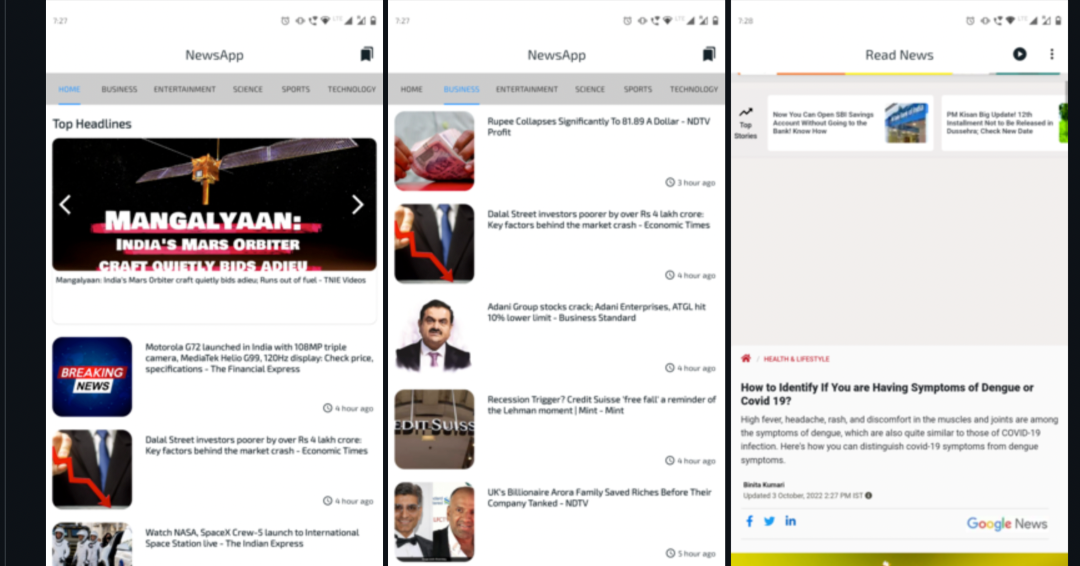 7:27
NewsApp
HOME BUSINESS ENTERTAINMENT SCIENCE SPORTS TECHNOLOGY
Top Headlines
MANGALYAAN:
INDIA'S MARS ORBITER
CRAFT QUIETLY BIDS ADIEU
Mangalyaan: India's Mars Orbiter craft quietly bids adieu; Runs out of fuel - TNIE Videos
BREAKING
NEWS
Motorola G72 launched in India with 108MP triple
camera, MediaTek Helio G99, 120Hz display: Check price,
specifications - The Financial Express
4 hour ago
Dalal Street investors poorer by over Rs 4 lakh crore:
Key factors behind the market crash - Economic Times
4 hour ago
Watch NASA, SpaceX Crew-5 launch to International
Space Station live - The Indian Express
7:27
LTE
NewsApp
HOME BUSINESS ENTERTAINMENT SCIENCE SPORTS TECHNOLOGY
Rupee Collapses Significantly To 81.89 A Dollar - NDTV
Profit
3 hour ago
Dalal Street investors poorer by over Rs 4 lakh crore:
Key factors behind the market crash - Economic Times
4 hour ago
Adani Group stocks crack; Adani Enterprises, ATGL hit
10% lower limit - Business Standard
4 hour ago
EDIT SUISS
Recession Trigger? Credit Suisse 'free fall' a reminder of
the Lehman moment | Mint - Mint
4 hour ago
UK's Billionaire Arora Family Saved Riches Before Their
Company Tanked - NDTV
5 hour ago
7:28
LTE
Read News
Top
Stories
Now You Can Open SBI Savings
Account Without Going to the
Bank! Know How
PM Kisan Big Update! 12th
Installment Not to Be Released in
Dussehra; Check New Date
/ HEALTH & LIFESTYLE
How to Identify If You are Having Symptoms of Dengue or
Covid 19?
High fever, headache, rash, and discomfort in the muscles and joints are among
the symptoms of dengue, which are also quite similar to those of COVID-19
infection. Here's how you can distinguish covid-19 symptoms from dengue
symptoms.
Binita Kumari
Updated 3 October, 2022 2:27 PM IST
Google News